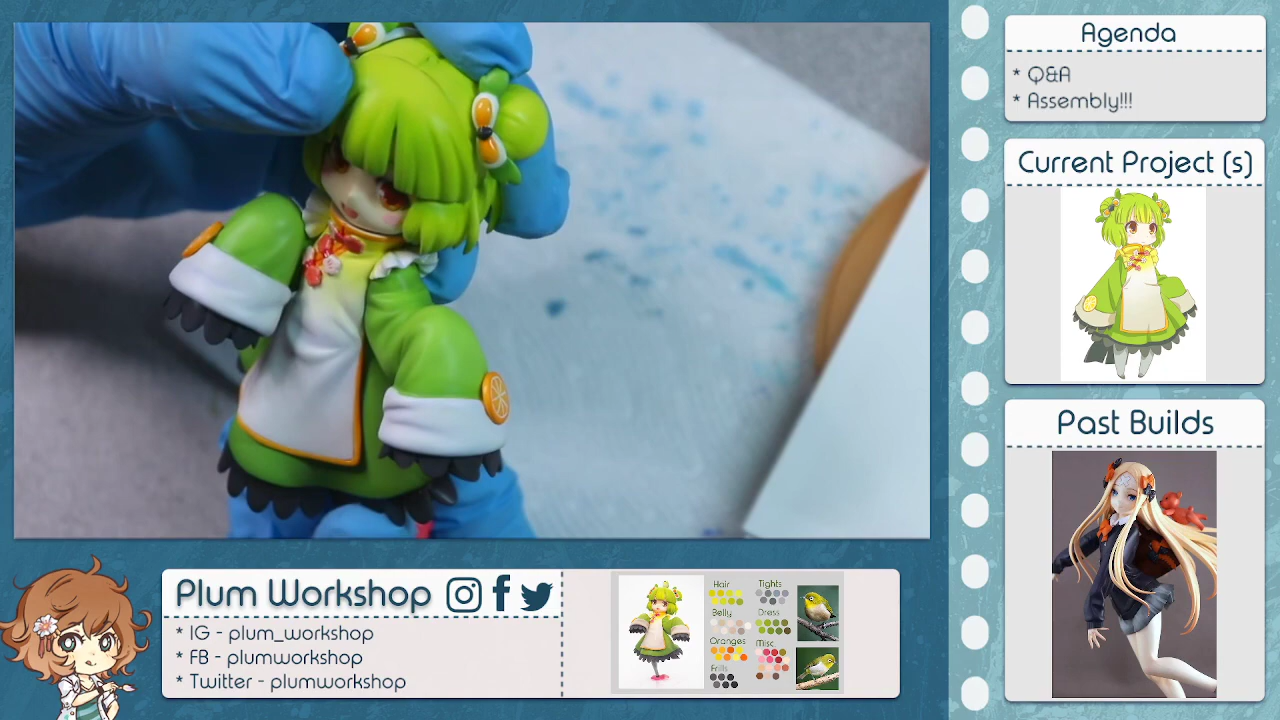 Agenda
* Q&A
* Assembly!!!
Current Project (s)
Past Builds
Plum Workshop
* IG - plum_workshop
* FB - plumworkshop
* Twitter - plumworkshop
Hair
Tights
Belly
Dress
Oranges
Misc.
Frills